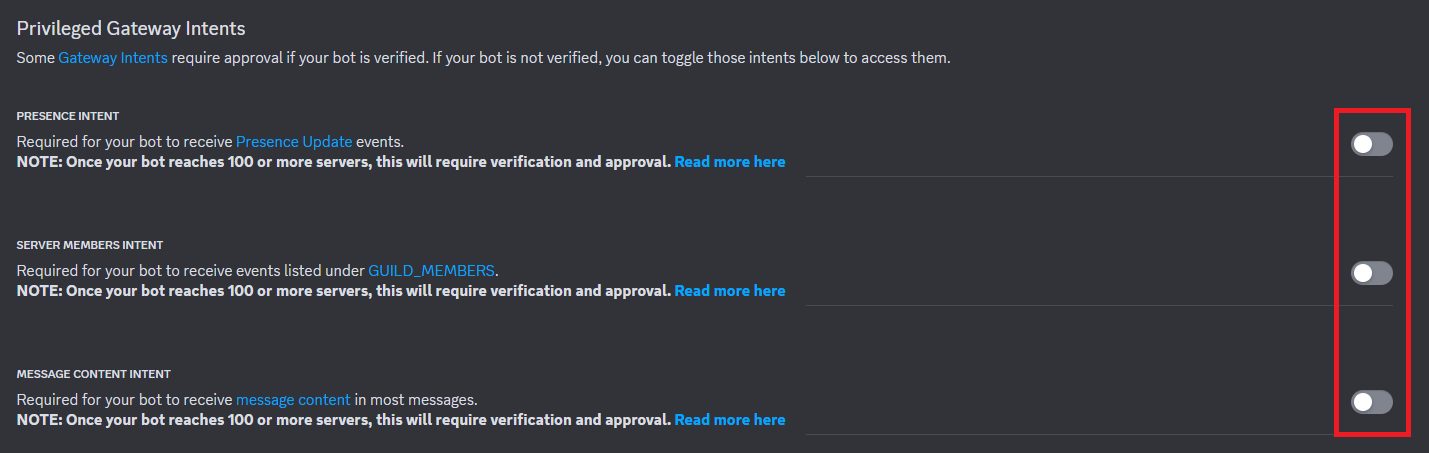 Privileged Gateway Intents
Some Gateway Intents require approval if your bot is verified. If your bot is not verified, you can toggle those intents below to access them.
PRESENCE INTENT
Required for your bot to receive Presence Update events.
NOTE: Once your bot reaches 100 or more servers, this will require verification and approval. Read more here
SERVER MEMBERS INTENT
Required for your bot to receive events listed under GUILD_MEMBERS.
NOTE: Once your bot reaches 100 or more servers, this will require verification and approval. Read more here
MESSAGE CONTENT INTENT
Required for your bot to receive message content in most messages.
NOTE: Once your bot reaches 100 or more servers, this will require verification and approval. Read more here